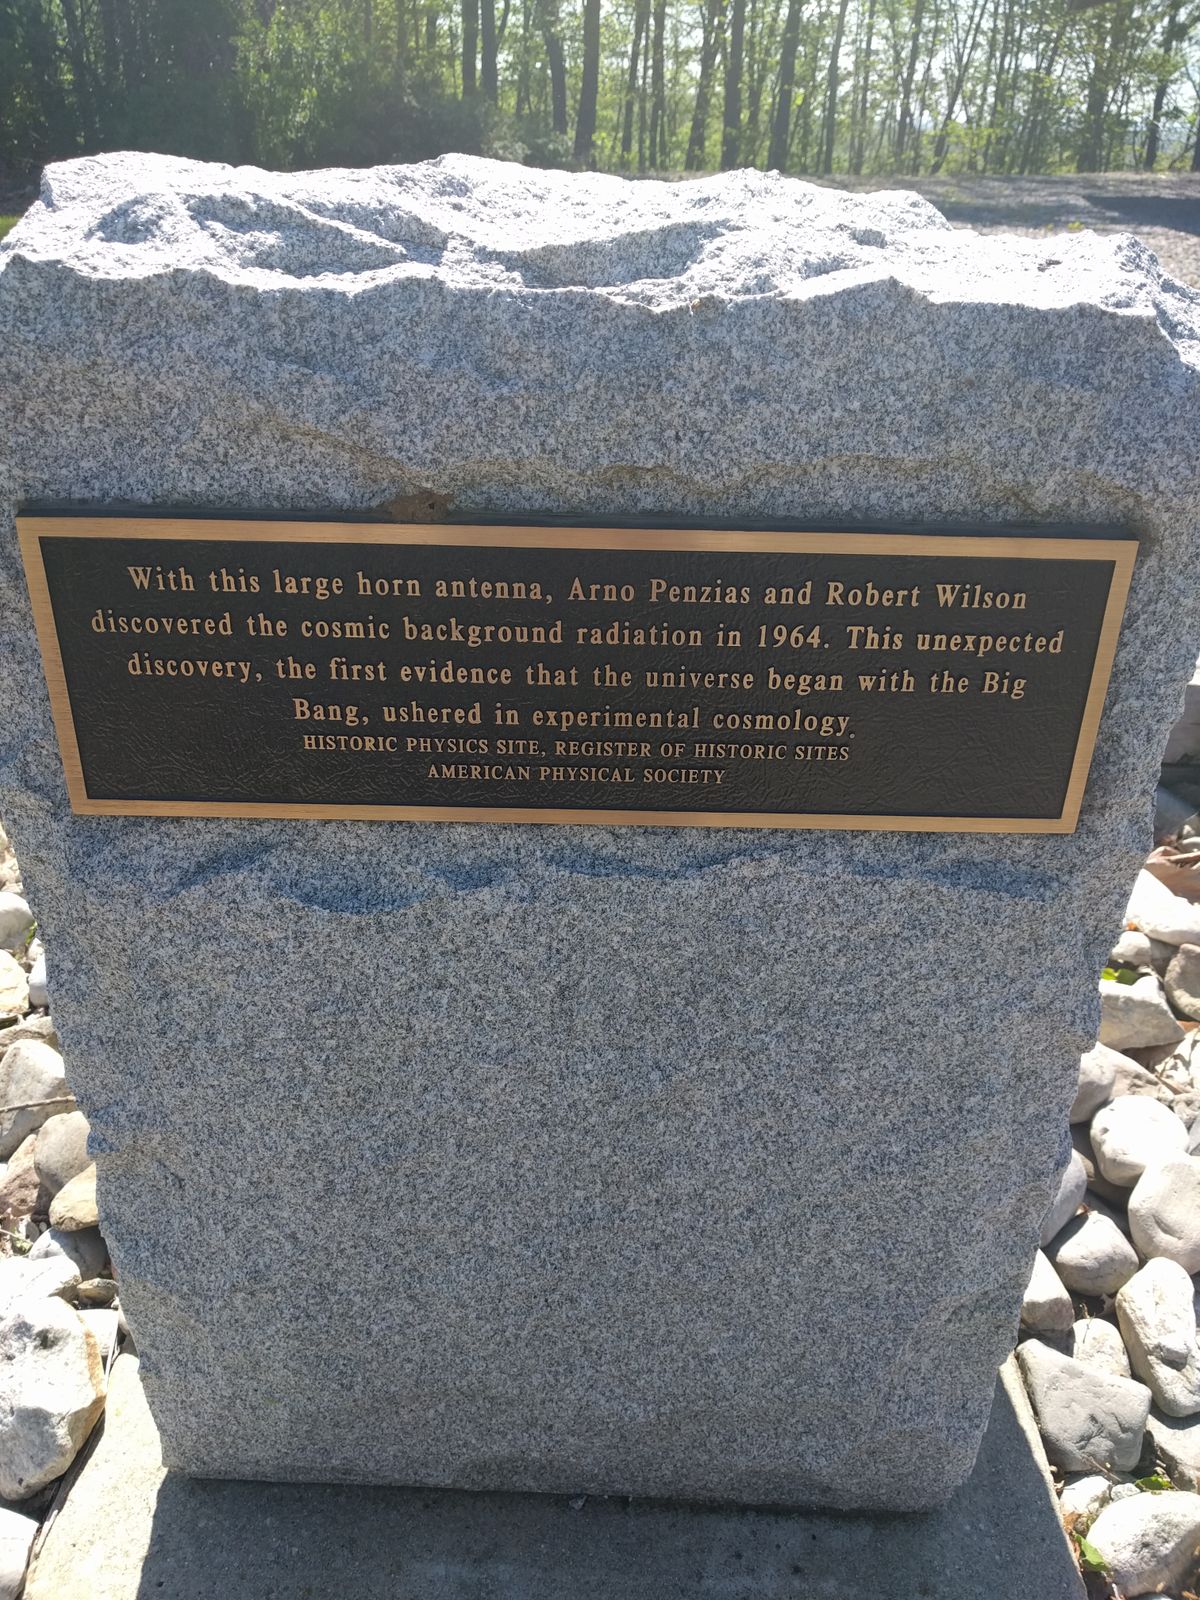 With this large horn antenna, Arno Penzias and Robert Wilson
discovered the cosmic background radiation in 1964. This unexpected
discovery, the first evidence that the universe began with the Big
Bang, ushered in experimental cosmology.
HISTORIC PHYSICS SITE, REGISTER OF HISTORIC SITES
AMERICAN PHYSICAL SOCIETY